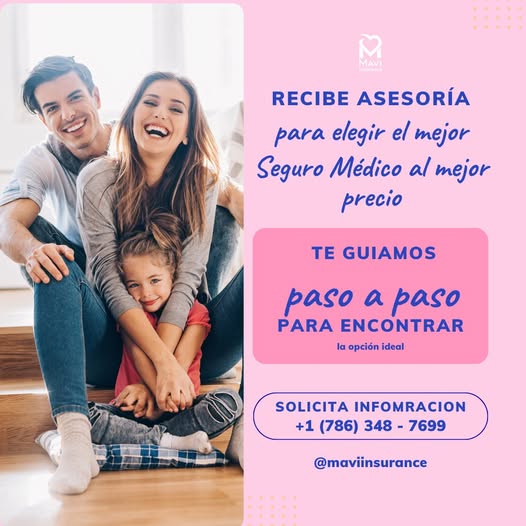 MAVI
INSURANCE
RECIBE ASESORÍA
para elegir el mejor
Seguro Médico al mejor
precio
TE GUIAMOS
paso a paso
PARA ENCONTRAR
la opción ideal
SOLICITA INFOMRACION
+1 (786) 348 - 7699
@maviinsurance